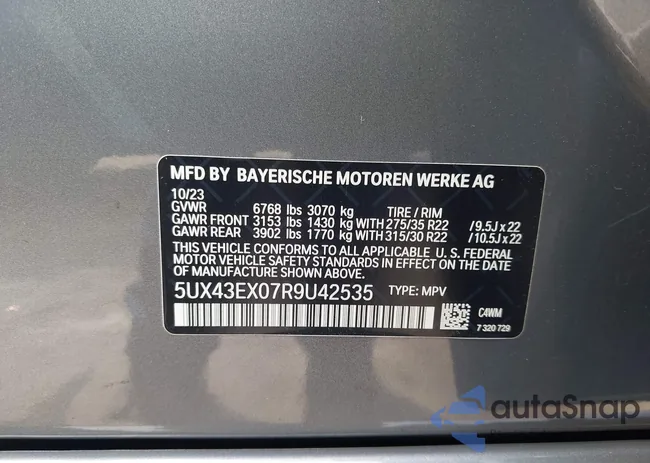 MFD BY BAYERISCHE MOTOREN WERKE AG
10/23
GVWR 6768 lbs 3070 kg TIRE / RIM
GAWR FRONT 3153 lbs 1430 kg WITH 275/35 R22 / 9.5J x 22
GAWR REAR 3902 lbs 1770 kg WITH 315/30 R22 / 10.5J x 22
THIS VEHICLE CONFORMS TO ALL APPLICABLE U. S. FEDERAL
MOTOR VEHICLE SAFETY STANDARDS IN EFFECT ON THE DATE
OF MANUFACTURE SHOWN ABOVE.
5UX43EX07R9U42535 TYPE: MPV
C4WM
7 320 729
autoSnap